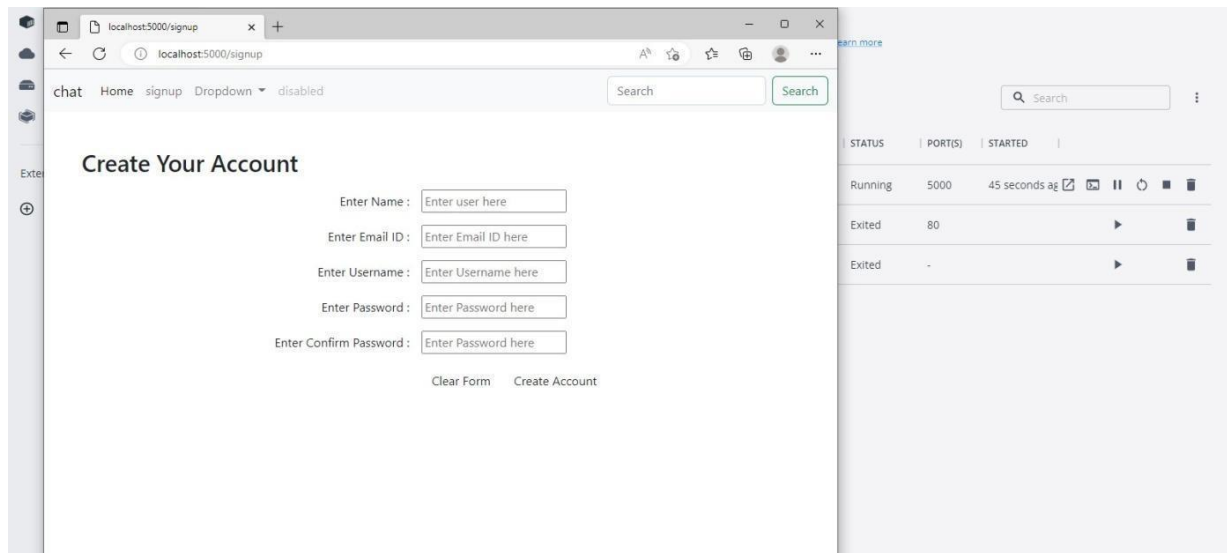 localhost:5000/signup
localhost:5000/signup
earn more
chat Home signup Dropdown disabled Search Search
Search
Create Your Account
Exte
STATUS PORT(S) STARTED
Enter Name : Enter user here
Running 5000 45 seconds ag
Enter Email ID : Enter Email ID here
Exited 80
Enter Username : Enter Username here
Exited -
Enter Password : Enter Password here
Enter Confirm Password : Enter Password here
Clear Form Create Account